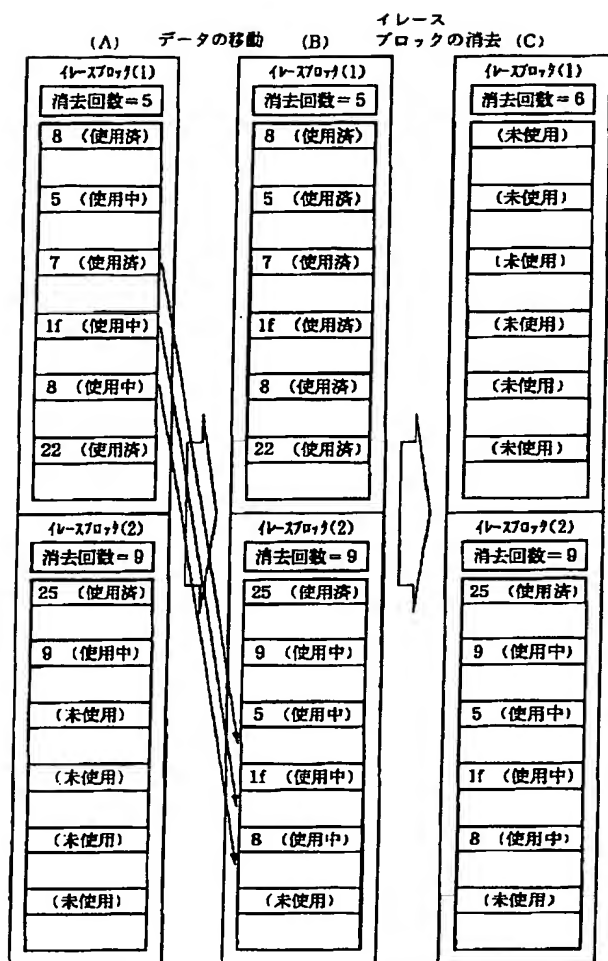 イレース
(A) データの移動 (B) ブロックの消去 (C)
イレースブロック(1)
消去回数=5
8 (使用済)
5 (使用中)
7 (使用済)
1f (使用中)
8 (使用中)
22 (使用済)
イレースブロック(2)
消去回数=9
25 (使用済)
9 (使用中)
(未使用)
(未使用)
(未使用)
(未使用)
イレースブロック(1)
消去回数=5
8 (使用済)
5 (使用済)
7 (使用済)
1f (使用済)
8 (使用済)
22 (使用済)
イレースブロック(2)
消去回数=9
25 (使用済)
9 (使用中)
5 (使用中)
1f (使用中)
8 (使用中)
(未使用)
イレースブロック(1)
消去回数=6
(未使用)
(未使用)
(未使用)
(未使用)
(未使用)
(未使用)
イレースブロック(2)
消去回数=9
25 (使用済)
9 (使用中)
5 (使用中)
1f (使用中)
8 (使用中)
(未使用)